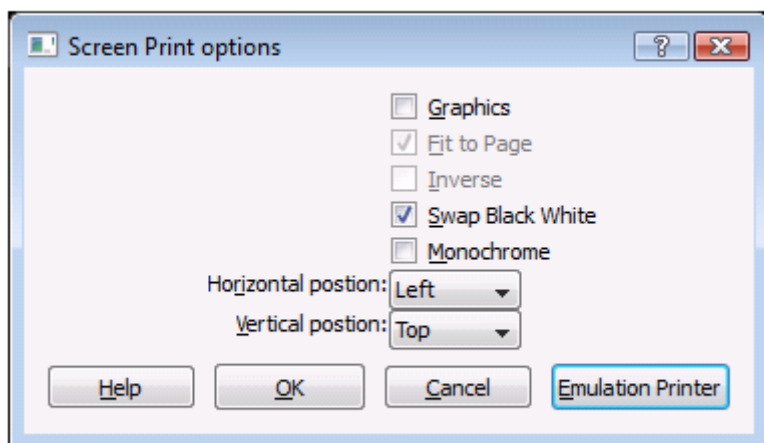 Screen Print options
Graphics
Fit to Page
Inverse
Swap Black White
Monochrome
Horizontal postion: Left
Vertical postion: Top
Help OK Cancel Emulation Printer